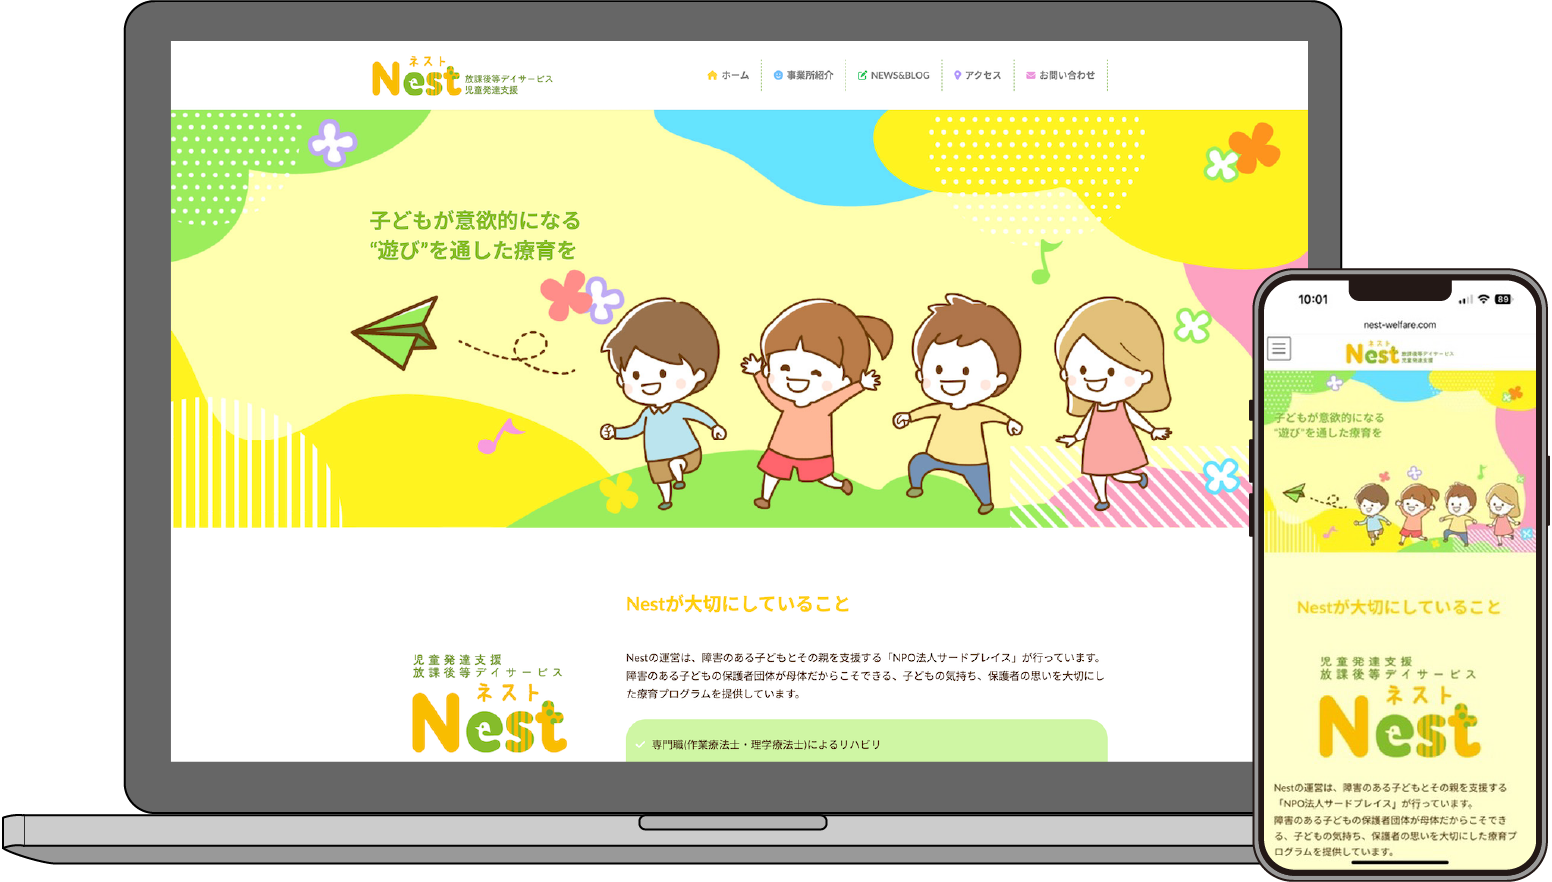 ネスト
Nest
放課後等デイサービス
児童発達支援
ホーム
事業所紹介
NEWS&BLOG
アクセス
お問い合わせ
子どもが意欲的になる
“遊び”を通した療育を
Nestが大切にしていること
児童発達支援
放課後等デイサービス
ネスト
Nest
Nestの運営は、障害のある子どもとその親を支援する「NPO法人サードプレイス」が行っています。
障害のある子どもの保護者団体が母体だからこそできる、子どもの気持ち、保護者の思いを大切にし
た療育プログラムを提供しています。
専門職(作業療法士・理学療法士)によるリハビリ
10:01
89
nest-welfare.com
ネスト
Nest
放課後等デイサービス
児童発達支援
子どもが意欲的になる
“遊び”を通した療育を
Nestが大切にしていること
児童発達支援
放課後等デイサービス
ネスト
Nest
Nestの運営は、障害のある子どもとその親を支援する
「NPO法人サードプレイス」が行っています。
障害のある子どもの保護者団体が母体だからこそでき
る、子どもの気持ち、保護者の思いを大切にした療育プ
ログラムを提供しています。